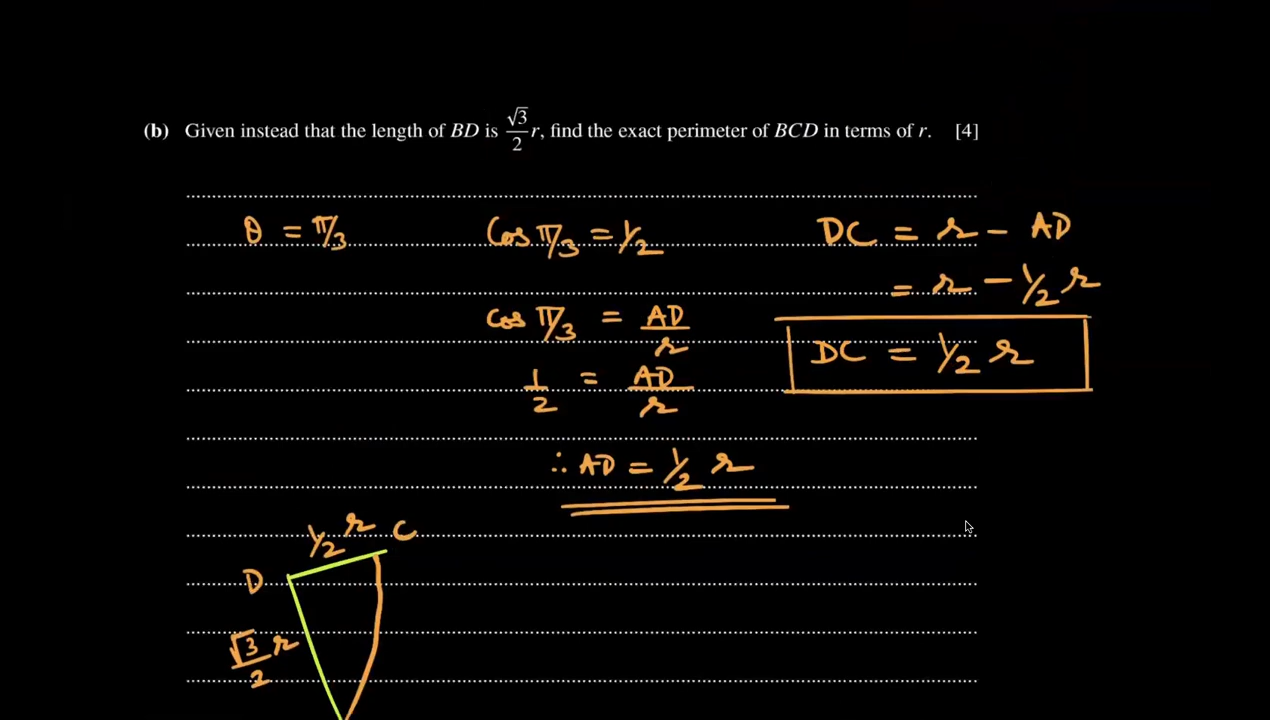 (b) Given instead that the length of BD is √3/2 r, find the exact perimeter of BCD in terms of r. [4]
θ = π/3
Cos π/3 = 1/2
Cos π/3 = AD/r
1/2 = AD/r
∴ AD = 1/2 r
DC = r - AD
= r - 1/2 r
DC = 1/2 r
1/2 r C
D
√3/2 r